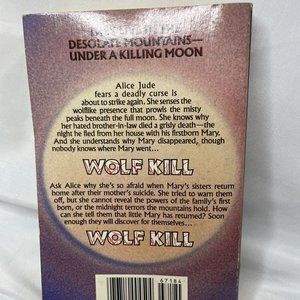 DESOLATE MOUNTAINS—
UNDER A KILLING MOON
Alice Jude
fears a deadly curse is
about to strike again. She senses the
wolflike presence that prowls the misty
peaks beneath the full moon. She knows why
her hated brother-in-law died a grisly death—the
night he fled from her house with his firstborn Mary.
And she understands why Mary disappeared, though
nobody knows where Mary went...
WOLF KILL
Ask Alice why she's so afraid when Mary's sisters return
home after their mother's suicide. She tried to warn them
off, but she cannot reveal the powers of the family's first
born, or the midnight terrors the mountains hold. How
can she tell them that little Mary has returned? Soon
enough they will discover for themselves...
WOLF KILL
67184